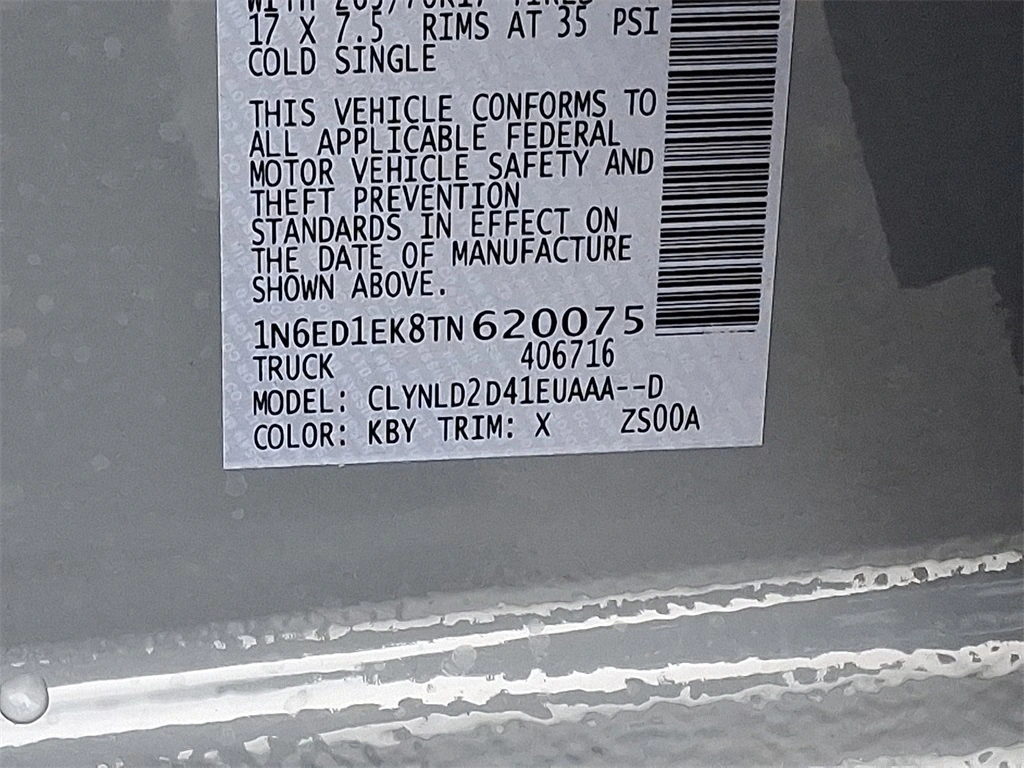 17 X 7.5 RIMS AT 35 PSI
COLD SINGLE
THIS VEHICLE CONFORMS TO
ALL APPLICABLE FEDERAL
MOTOR VEHICLE SAFETY AND
THEFT PREVENTION
STANDARDS IN EFFECT ON
THE DATE OF MANUFACTURE
SHOWN ABOVE.
1N6ED1EK8TN620075
TRUCK 406716
MODEL: CLYNLD2D41EUAAA--D
COLOR: KBY TRIM: X ZS00A